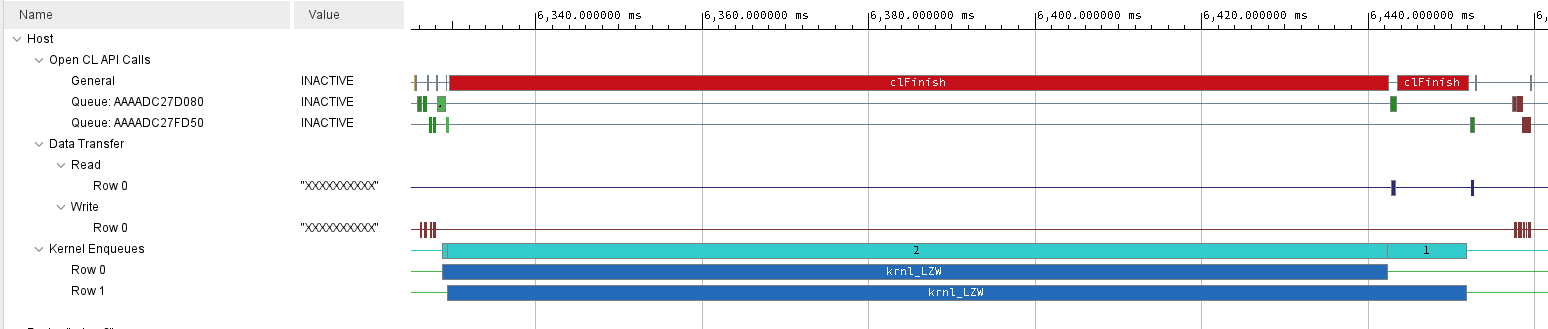 Name Value 6,340.000000 ms 6,360.000000 ms 6,380.000000 ms 6,400.000000 ms 6,420.000000 ms 6,440.000000 ms 6,
Host
Open CL API Calls
General INACTIVE clFinish clFinish
Queue: AAAADC27D080 INACTIVE
Queue: AAAADC27FD50 INACTIVE
Data Transfer
Read
Row 0 "XXXXXXXXXX"
Write
Row 0 "XXXXXXXXXX"
Kernel Enqueues 2 1
Row 0 krnl_LZW
Row 1 krnl_LZW